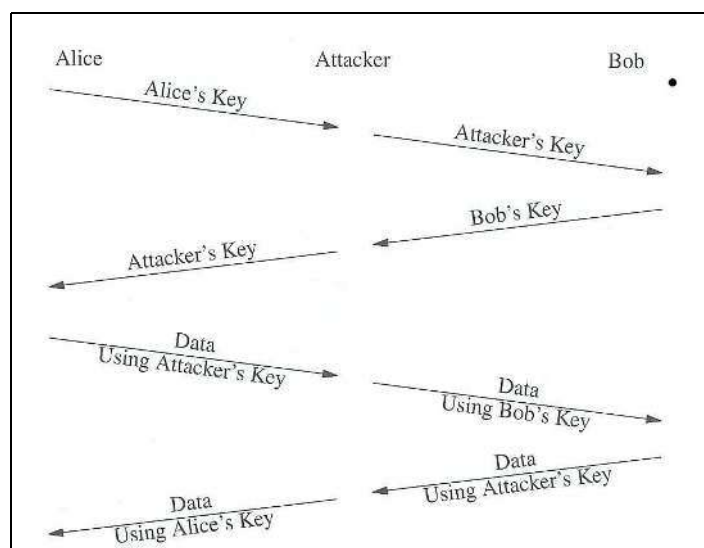 Alice Attacker Bob
Alice's Key
Attacker's Key
Bob's Key
Attacker's Key
Data
Using Attacker's Key
Data
Using Bob's Key
Data
Using Attacker's Key
Data
Using Alice's Key